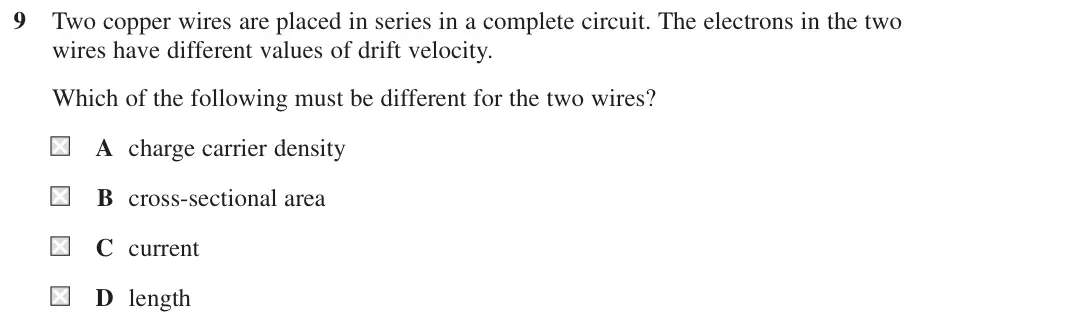 9 Two copper wires are placed in series in a complete circuit. The electrons in the two
wires have different values of drift velocity.
Which of the following must be different for the two wires?
A charge carrier density
B cross-sectional area
C current
D length